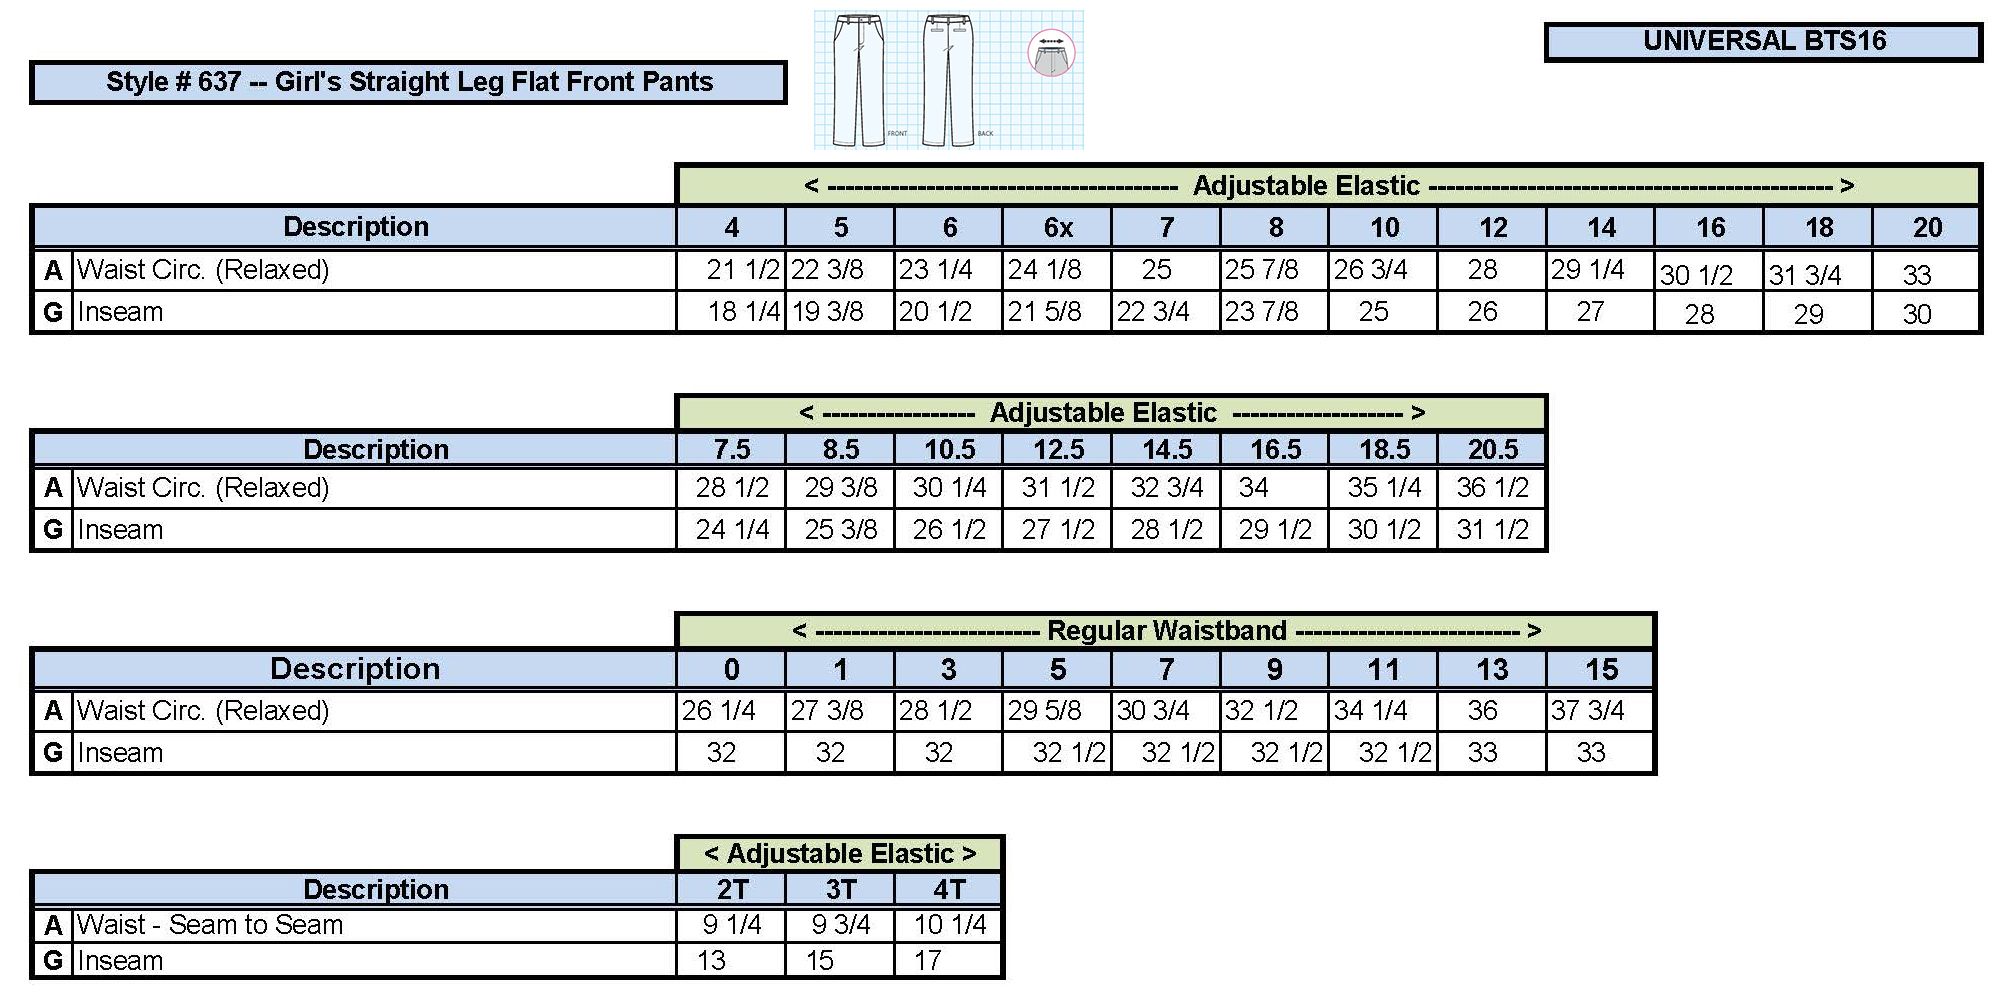 UNIVERSAL BTS16
Style # 637 -- Girl's Straight Leg Flat Front Pants
FRONT BACK
< --------------------------------------- Adjustable Elastic --------------------------------------------- >
Description 4 5 6 6x 7 8 10 12 14 16 18 20
A Waist Circ. (Relaxed) 21 1/2 22 3/8 23 1/4 24 1/8 25 25 7/8 26 3/4 28 29 1/4 30 1/2 31 3/4 33
G Inseam 18 1/4 19 3/8 20 1/2 21 5/8 22 3/4 23 7/8 25 26 27 28 29 30
< ----------------- Adjustable Elastic ------------------- >
Description 7.5 8.5 10.5 12.5 14.5 16.5 18.5 20.5
A Waist Circ. (Relaxed) 28 1/2 29 3/8 30 1/4 31 1/2 32 3/4 34 35 1/4 36 1/2
G Inseam 24 1/4 25 3/8 26 1/2 27 1/2 28 1/2 29 1/2 30 1/2 31 1/2
< ------------------------- Regular Waistband ------------------------- >
Description 0 1 3 5 7 9 11 13 15
A Waist Circ. (Relaxed) 26 1/4 27 3/8 28 1/2 29 5/8 30 3/4 32 1/2 34 1/4 36 37 3/4
G Inseam 32 32 32 32 1/2 32 1/2 32 1/2 32 1/2 33 33
< Adjustable Elastic >
Description 2T 3T 4T
A Waist - Seam to Seam 9 1/4 9 3/4 10 1/4
G Inseam 13 15 17